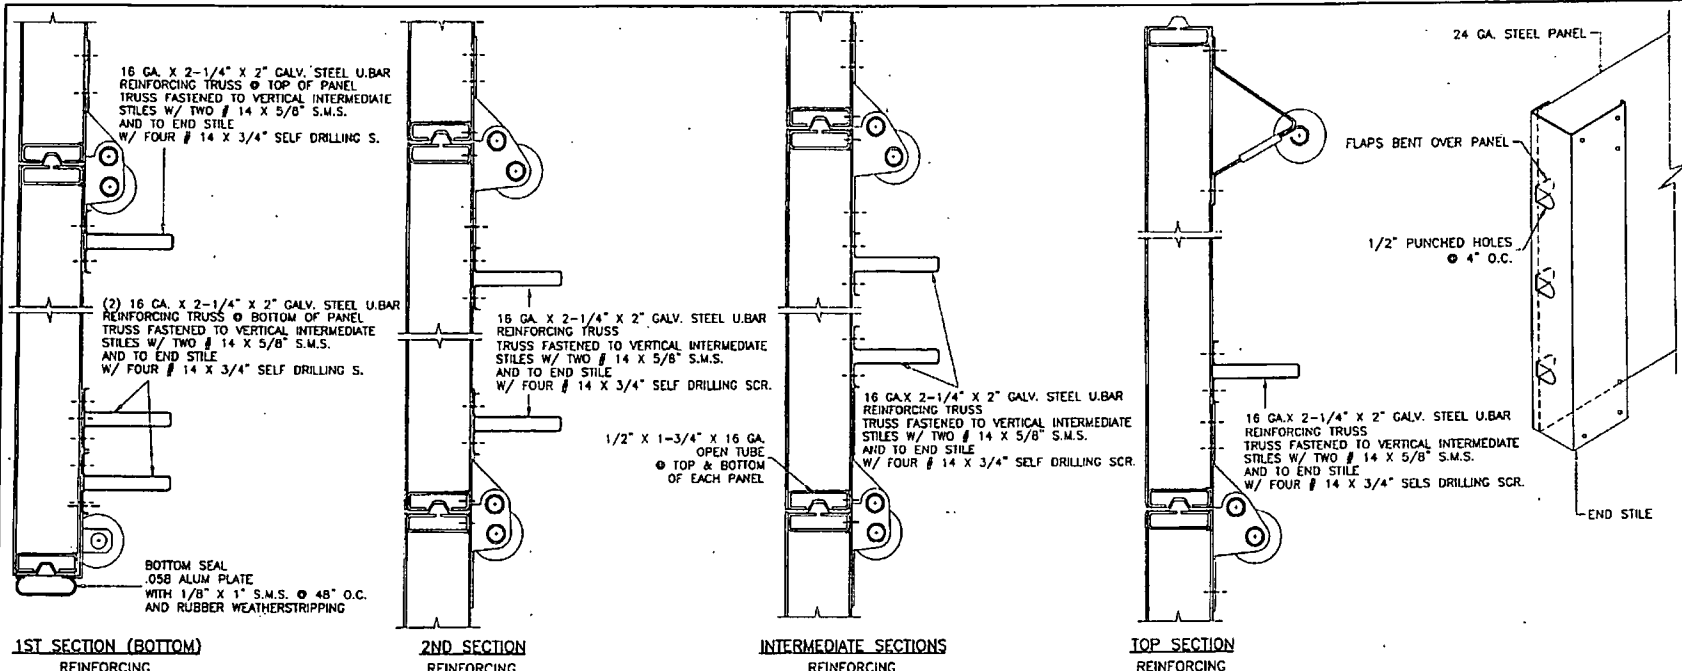 16 GA. X 2-1/4" X 2" GALV. STEEL U.BAR
REINFORCING TRUSS @ TOP OF PANEL
TRUSS FASTENED TO VERTICAL INTERMEDIATE
STILES W/ TWO # 14 X 5/8" S.M.S.
AND TO END STILE
W/ FOUR # 14 X 3/4" SELF DRILLING S.
(2) 16 GA. X 2-1/4" X 2" GALV. STEEL U.BAR
REINFORCING TRUSS @ BOTTOM OF PANEL
TRUSS FASTENED TO VERTICAL INTERMEDIATE
STILES W/ TWO # 14 X 5/8" S.M.S.
AND TO END STILE
W/ FOUR # 14 X 3/4" SELF DRILLING S.
BOTTOM SEAL
.058 ALUM PLATE
WITH 1/8" X 1" S.M.S. @ 48" O.C.
AND RUBBER WEATHERSTRIPPING
1ST SECTION (BOTTOM)
REINFORCING
16 GA. X 2-1/4" X 2" GALV. STEEL U.BAR
REINFORCING TRUSS
TRUSS FASTENED TO VERTICAL INTERMEDIATE
STILES W/ TWO # 14 X 5/8" S.M.S.
AND TO END STILE
W/ FOUR # 14 X 3/4" SELF DRILLING SCR.
2ND SECTION
REINFORCING
1/2" X 1-3/4" X 16 GA.
OPEN TUBE
@ TOP & BOTTOM
OF EACH PANEL
16 GA.X 2-1/4" X 2" GALV. STEEL U.BAR
REINFORCING TRUSS
TRUSS FASTENED TO VERTICAL INTERMEDIATE
STILES W/ TWO # 14 X 5/8" S.M.S.
AND TO END STILE
W/ FOUR # 14 X 3/4" SELF DRILLING SCR.
INTERMEDIATE SECTIONS
REINFORCING
16 GA.X 2-1/4" X 2" GALV. STEEL U.BAR
REINFORCING TRUSS
TRUSS FASTENED TO VERTICAL INTERMEDIATE
STILES W/ TWO # 14 X 5/8" S.M.S.
AND TO END STILE
W/ FOUR # 14 X 3/4" SELS DRILLING SCR.
TOP SECTION
REINFORCING
24 GA. STEEL PANEL
FLAPS BENT OVER PANEL
1/2" PUNCHED HOLES
@ 4" O.C.
END STILE